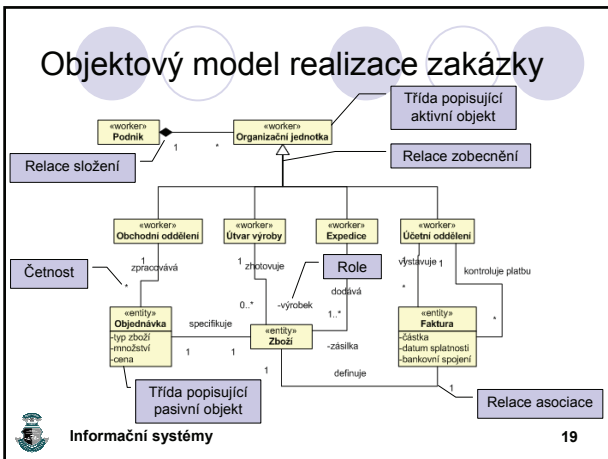 Objektový model realizace zakázky
Třída popisující
aktivní objekt
«worker»
Podnik
«worker»
Organizační jednotka
1
*
Relace složení
Relace zobecnění
«worker»
Obchodní oddělení
«worker»
Útvar výroby
«worker»
Expedice
«worker»
Účetní oddělení
1
zpracovává
1
zhotovuje
Role
1
vystavuje
1
kontroluje platbu
Četnost
*
0..*
-výrobek
dodává
1..*
*
*
«entity»
Objednávka
-typ zboží
-množství
-cena
specifikuje
1
1
«entity»
Zboží
-zásilka
«entity»
Faktura
-částka
-datum splatnosti
-bankovní spojení
1
definuje
1
Třída popisující
pasivní objekt
Relace asociace
Informační systémy
19